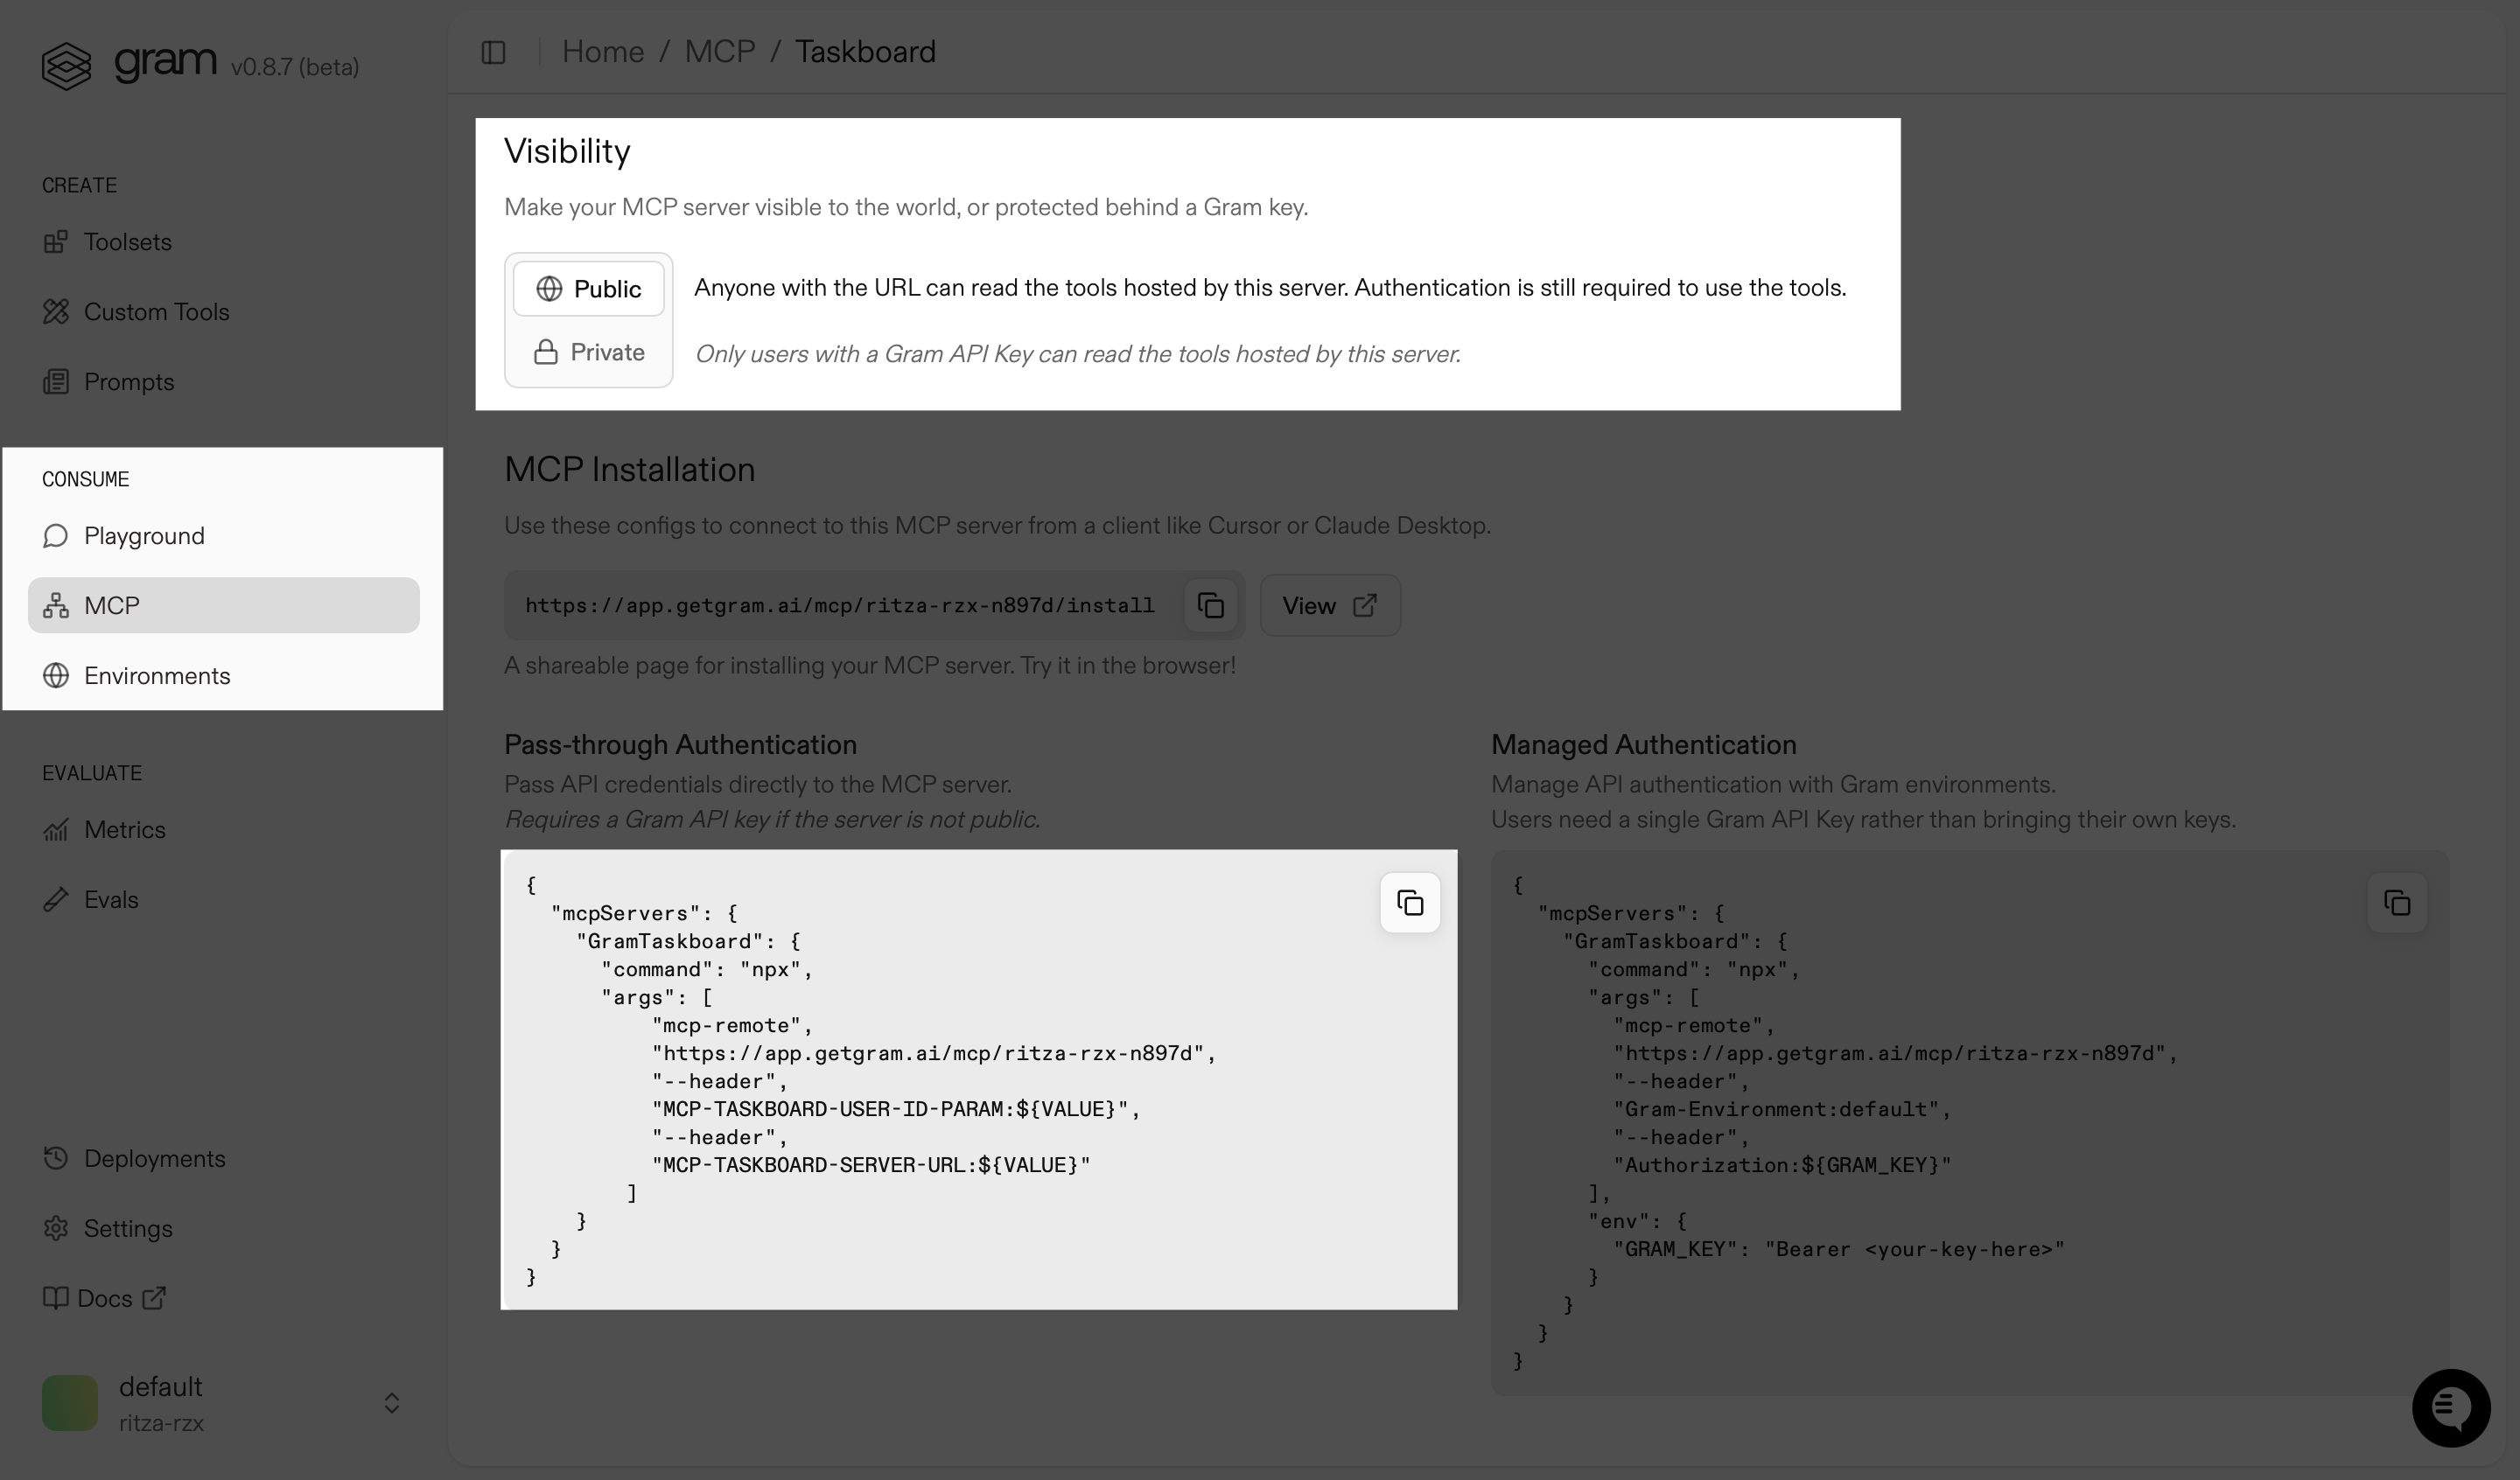 gram v0.8.7 (beta)
CREATE
Toolsets
Custom Tools
Prompts
CONSUME
Playground
MCP
Environments
EVALUATE
Metrics
Evals
Deployments
Settings
Docs
default
ritza-rzx
Home / MCP / Taskboard
Visibility
Make your MCP server visible to the world, or protected behind a Gram key.
Public Anyone with the URL can read the tools hosted by this server. Authentication is still required to use the tools.
Private Only users with a Gram API Key can read the tools hosted by this server.
MCP Installation
Use these configs to connect to this MCP server from a client like Cursor or Claude Desktop.
https://app.getgram.ai/mcp/ritza-rzx-n897d/install View
A shareable page for installing your MCP server. Try it in the browser!
Pass-through Authentication
Pass API credentials directly to the MCP server.
Requires a Gram API key if the server is not public.
{
  "mcpServers": {
    "GramTaskboard": {
      "command": "npx",
      "args": [
          "mcp-remote",
          "https://app.getgram.ai/mcp/ritza-rzx-n897d",
          "--header",
          "MCP-TASKBOARD-USER-ID-PARAM:${VALUE}",
          "--header",
          "MCP-TASKBOARD-SERVER-URL:${VALUE}"
        ]
    }
  }
}
Managed Authentication
Manage API authentication with Gram environments.
Users need a single Gram API Key rather than bringing their own keys.
{
  "mcpServers": {
    "GramTaskboard": {
      "command": "npx",
      "args": [
        "mcp-remote",
        "https://app.getgram.ai/mcp/ritza-rzx-n897d",
        "--header",
        "Gram-Environment:default",
        "--header",
        "Authorization:${GRAM_KEY}"
      ],
      "env": {
        "GRAM_KEY": "Bearer <your-key-here>"
      }
    }
  }
}